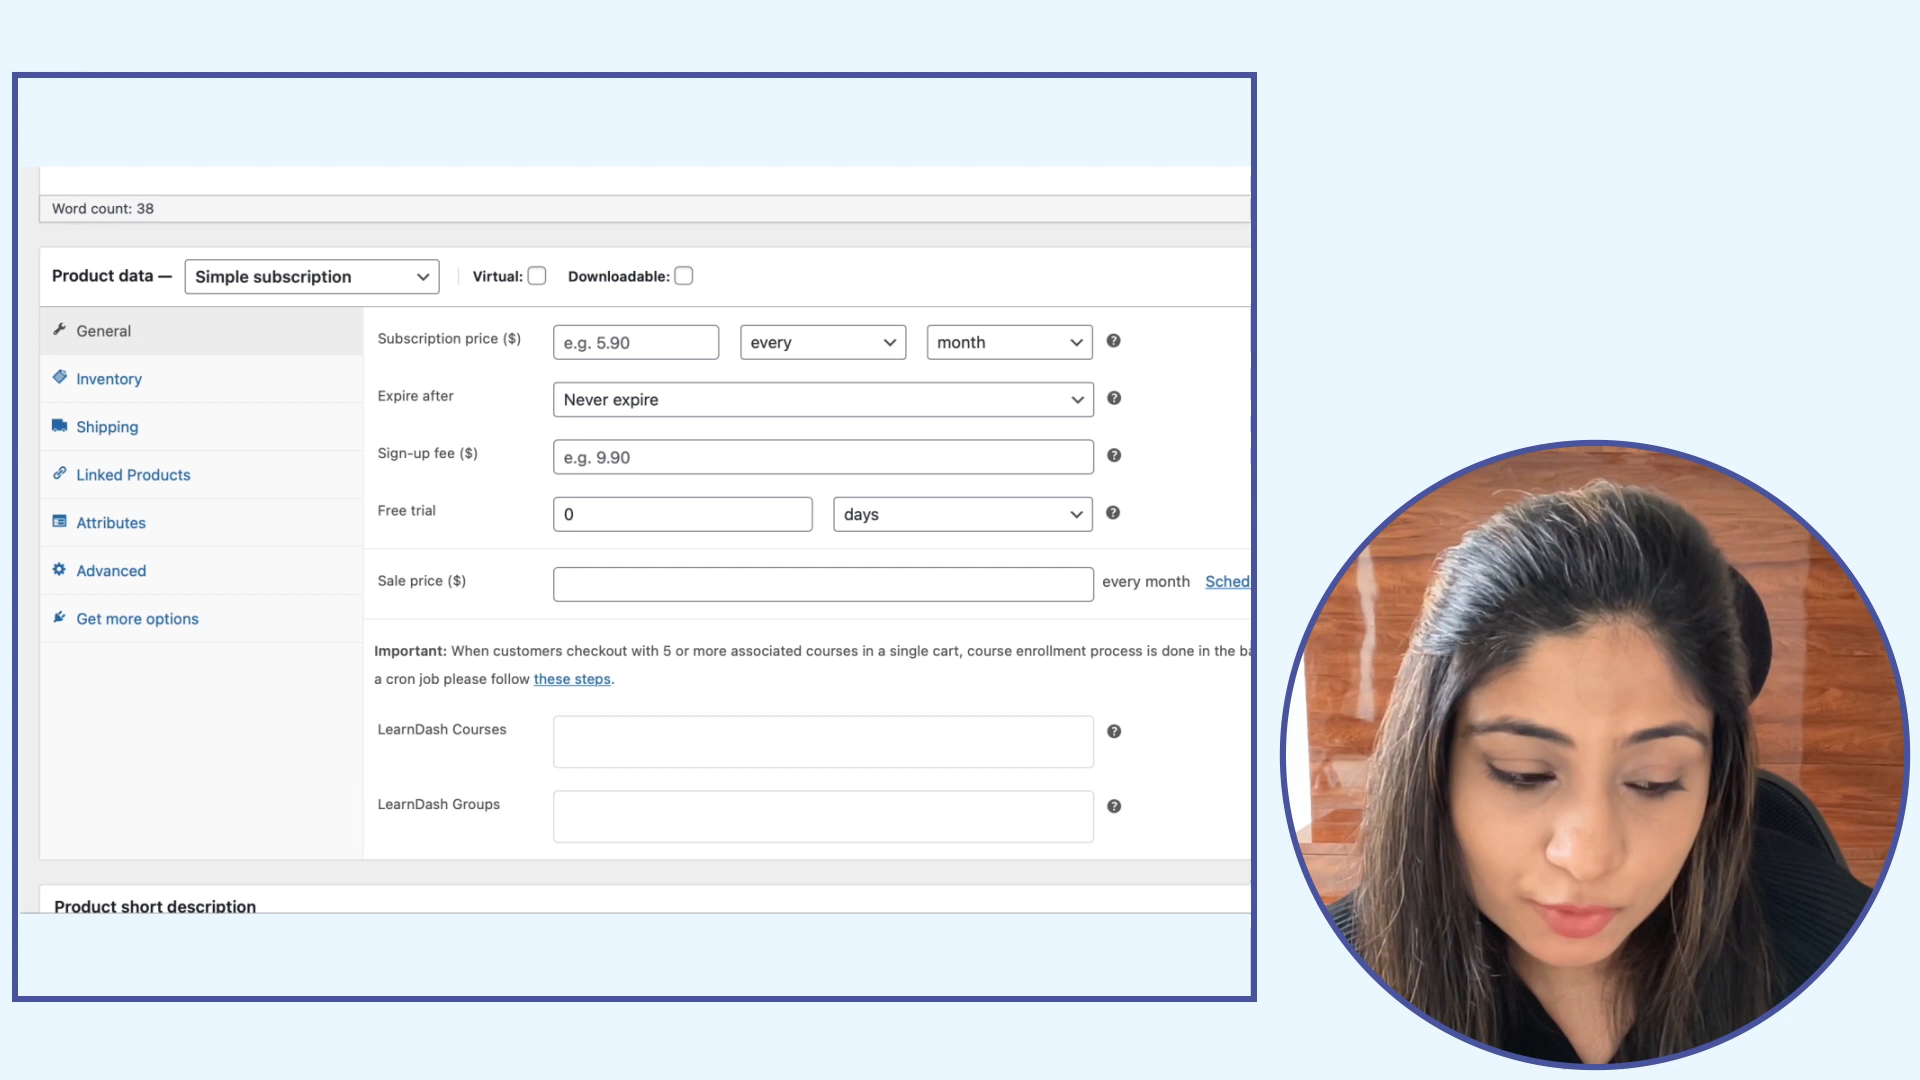 Word count: 38
Product data — Simple subscription Virtual: Downloadable:
General
Inventory
Shipping
Linked Products
Attributes
Advanced
Get more options
Subscription price ($) e.g. 5.90 every month
Expire after Never expire
Sign-up fee ($) e.g. 9.90
Free trial 0 days
Sale price ($) every month Sched
Important: When customers checkout with 5 or more associated courses in a single cart, course enrollment process is done in the ba
a cron job please follow these steps.
LearnDash Courses
LearnDash Groups
Product short description